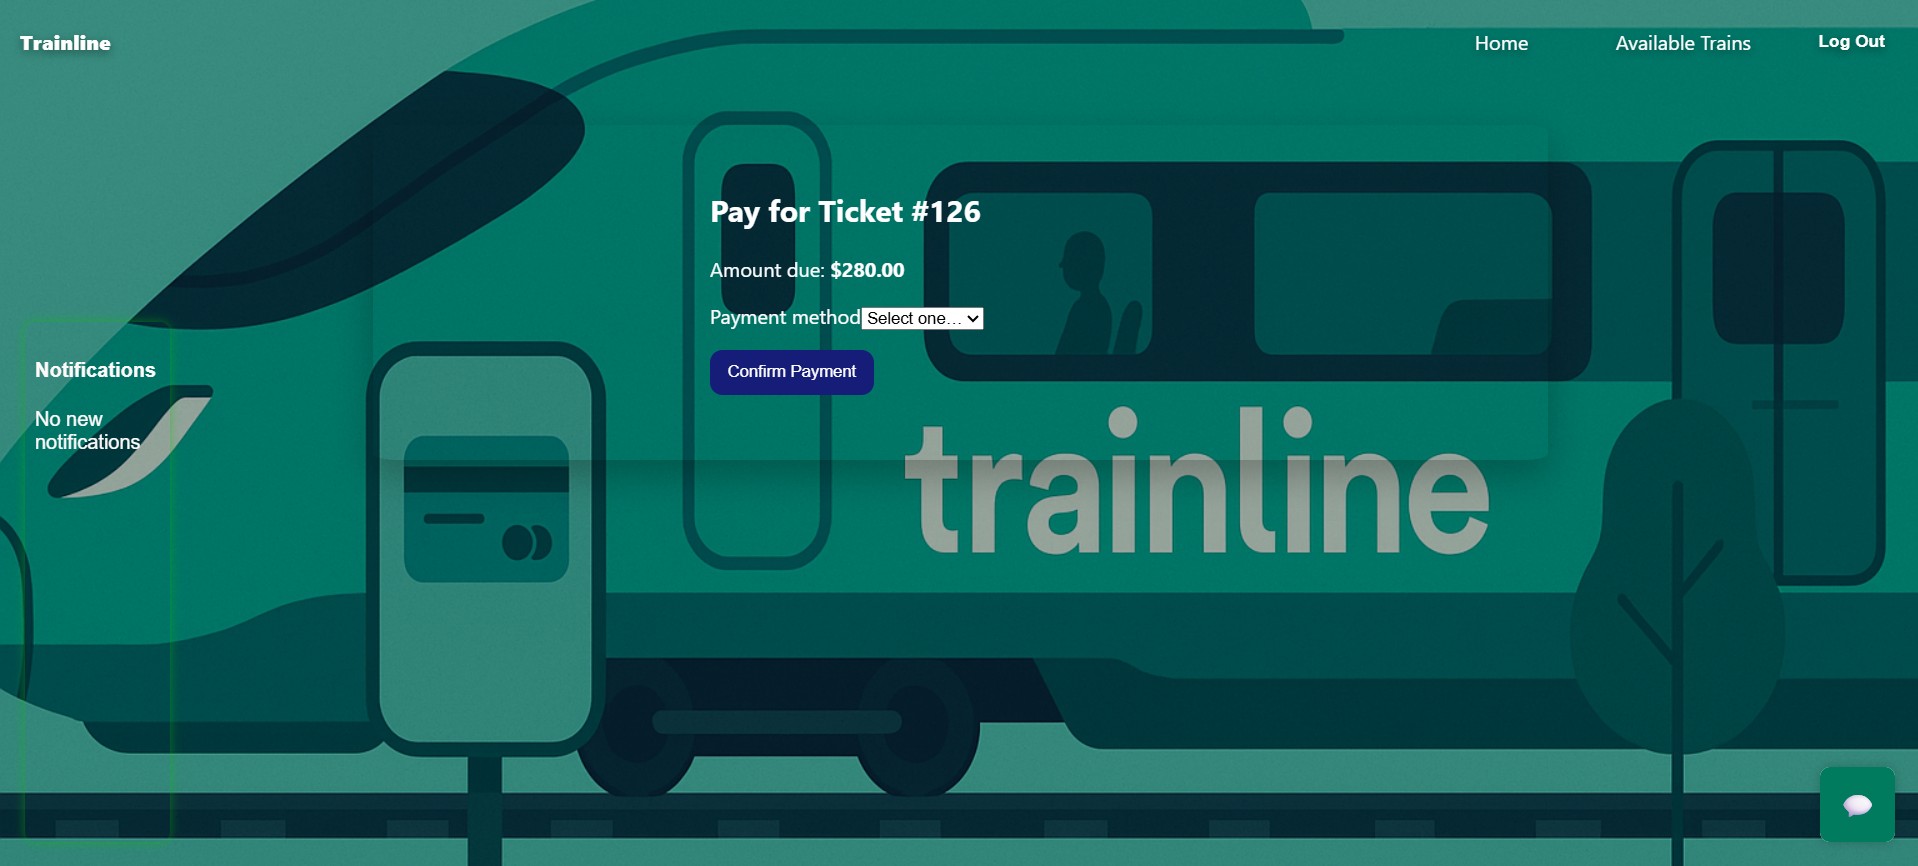 Trainline
Home
Available Trains
Log Out
Pay for Ticket #126
Amount due: $280.00
Payment method Select one...
Confirm Payment
Notifications
No new
notifications
trainline